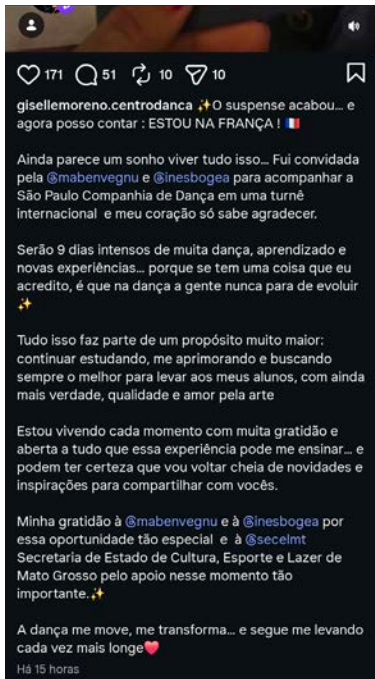 171 51 10 10
gisellemoreno.centrodanca ✨O suspense acabou... e
agora posso contar : ESTOU NA FRANÇA ! 🇫🇷
Ainda parece um sonho viver tudo isso... Fui convidada
pela @mabenvegnu e @inesbogea para acompanhar a
São Paulo Companhia de Dança em uma turnê
internacional e meu coração só sabe agradecer.
Serão 9 dias intensos de muita dança, aprendizado e
novas experiências... porque se tem uma coisa que eu
acredito, é que na dança a gente nunca para de evoluir
✨
Tudo isso faz parte de um propósito muito maior:
continuar estudando, me aprimorando e buscando
sempre o melhor para levar aos meus alunos, com ainda
mais verdade, qualidade e amor pela arte
Estou vivendo cada momento com muita gratidão e
aberta a tudo que essa experiência pode me ensinar... e
podem ter certeza que vou voltar cheia de novidades e
inspirações para compartilhar com vocês.
Minha gratidão à @mabenvegnu e à @inesbogea por
essa oportunidade tão especial e à @secelmt
Secretaria de Estado de Cultura, Esporte e Lazer de
Mato Grosso pelo apoio nesse momento tão
importante.✨
A dança me move, me transforma... e segue me levando
cada vez mais longe❤️
Há 15 horas